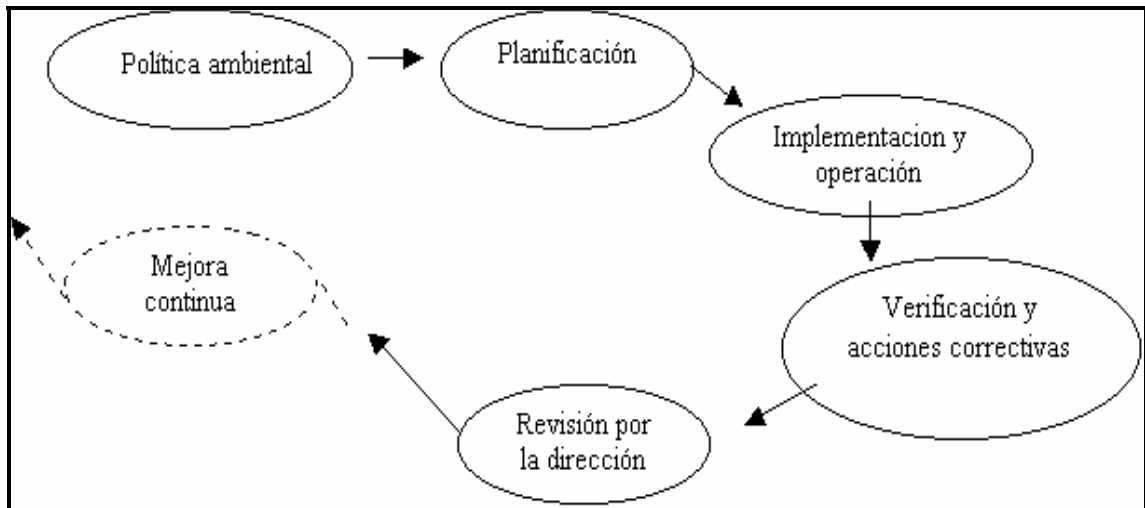 Política ambiental
Planificación
Implementacion y
operación
Verificación y
acciones correctivas
Revisión por
la dirección
Mejora
continua